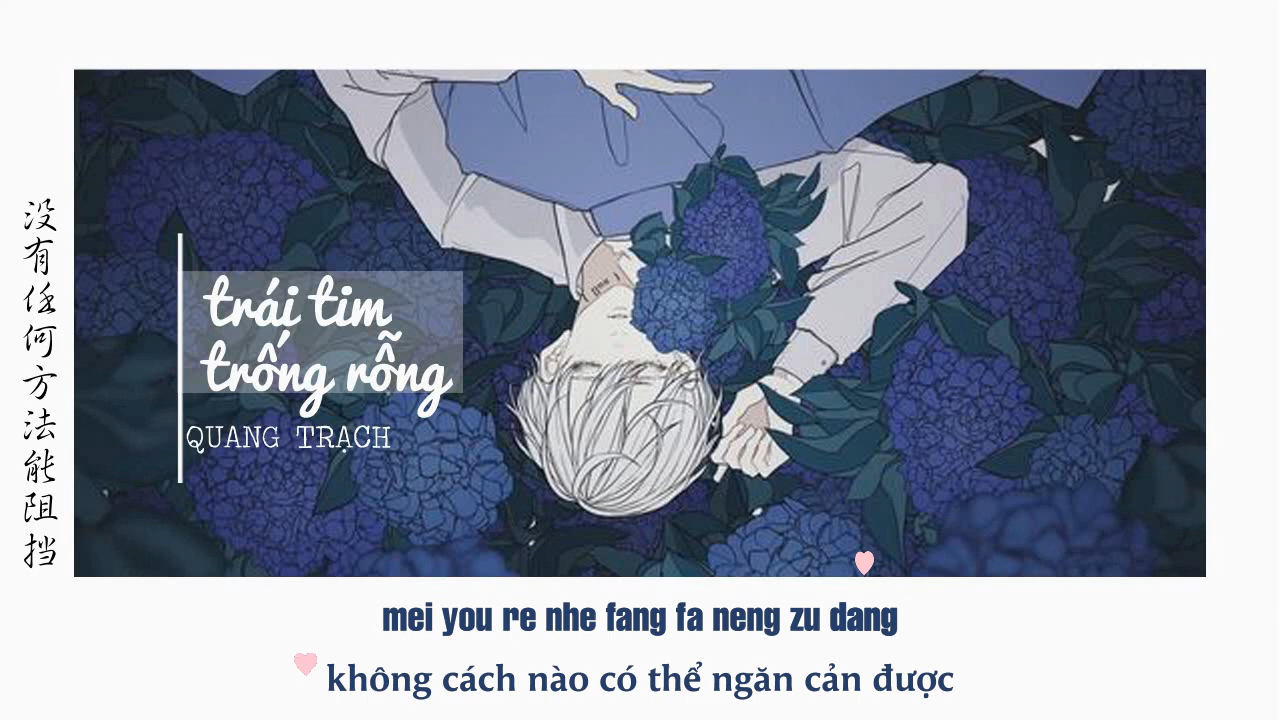 没有任何方法能阻挡
trái tim
trống rỗng
QUANG TRẠCH
mei you re nhe fang fa neng zu dang
không cách nào có thể ngăn cản được